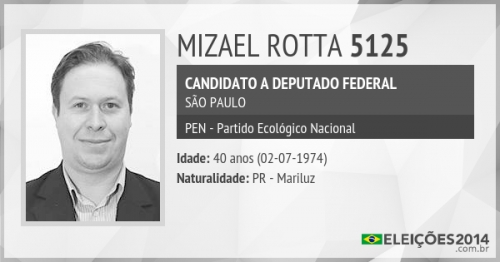 MIZAEL ROTTA 5125
CANDIDATO A DEPUTADO FEDERAL
SÃO PAULO
PEN - Partido Ecológico Nacional
Idade: 40 anos (02-07-1974)
Naturalidade: PR - Mariluz
ELEIÇÕES2014
.com.br